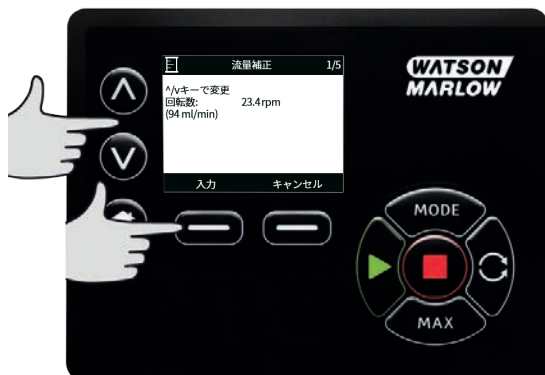 流量補正 1/5
^/vキーで変更
回転数: 23.4 rpm
(94 ml/min)
入力 キャンセル
WATSON
MARLOW
MODE
MAX